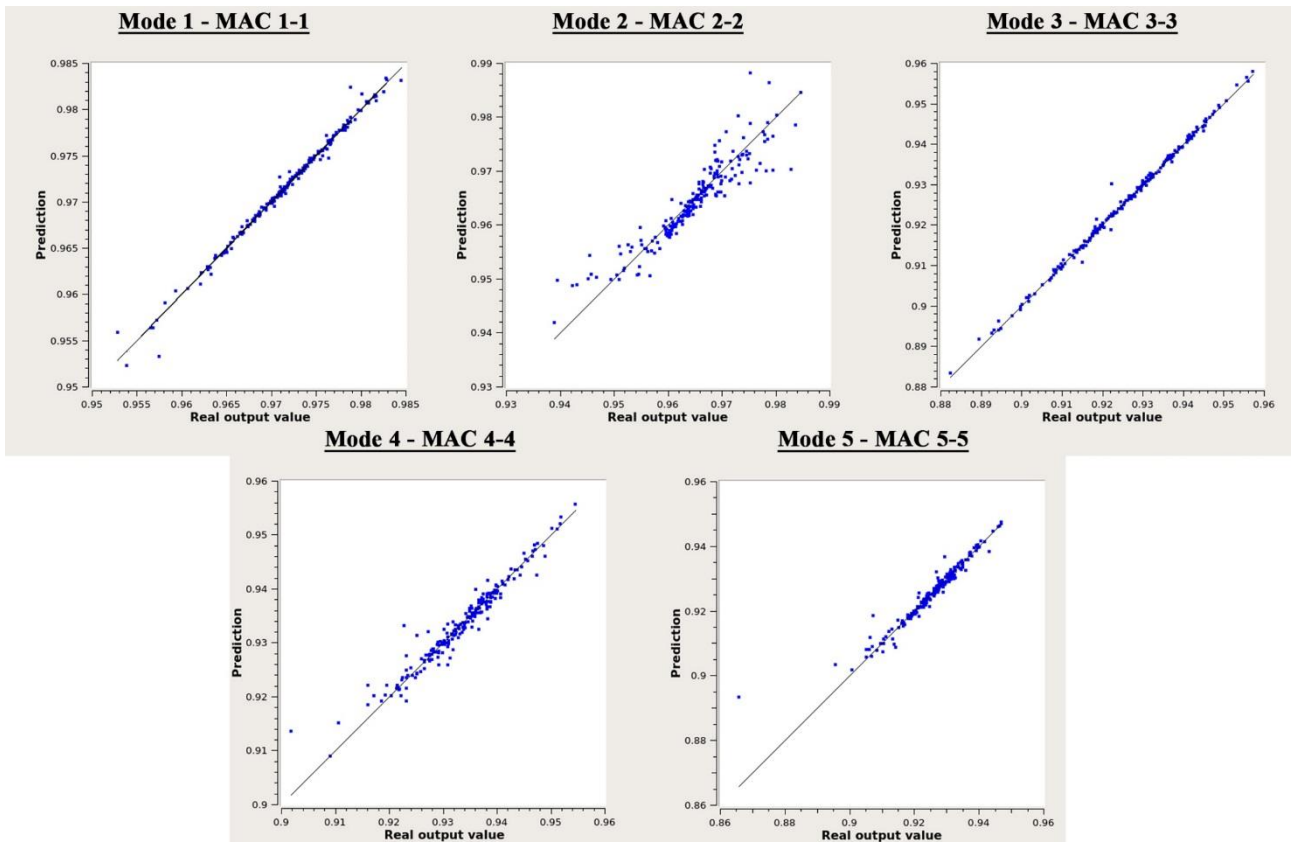 Mode 1 - MAC 1-1
Mode 2 - MAC 2-2
Mode 3 - MAC 3-3
0.985
0.98
0.975
0.97
0.965
0.96
0.955
0.95
Prediction
0.95 0.955 0.96 0.965 0.97 0.975 0.98 0.985
Real output value
0.99
0.98
0.97
0.96
0.95
0.94
0.93
Prediction
0.93 0.94 0.95 0.96 0.97 0.98 0.99
Real output value
0.96
0.95
0.94
0.93
0.92
0.91
0.9
0.89
0.88
Prediction
0.88 0.89 0.9 0.91 0.92 0.93 0.94 0.95 0.96
Real output value
Mode 4 - MAC 4-4
Mode 5 - MAC 5-5
0.96
0.95
0.94
0.93
0.92
0.91
0.9
Prediction
0.9 0.91 0.92 0.93 0.94 0.95 0.96
Real output value
0.96
0.94
0.92
0.9
0.88
0.86
Prediction
0.86 0.88 0.9 0.92 0.94 0.96
Real output value